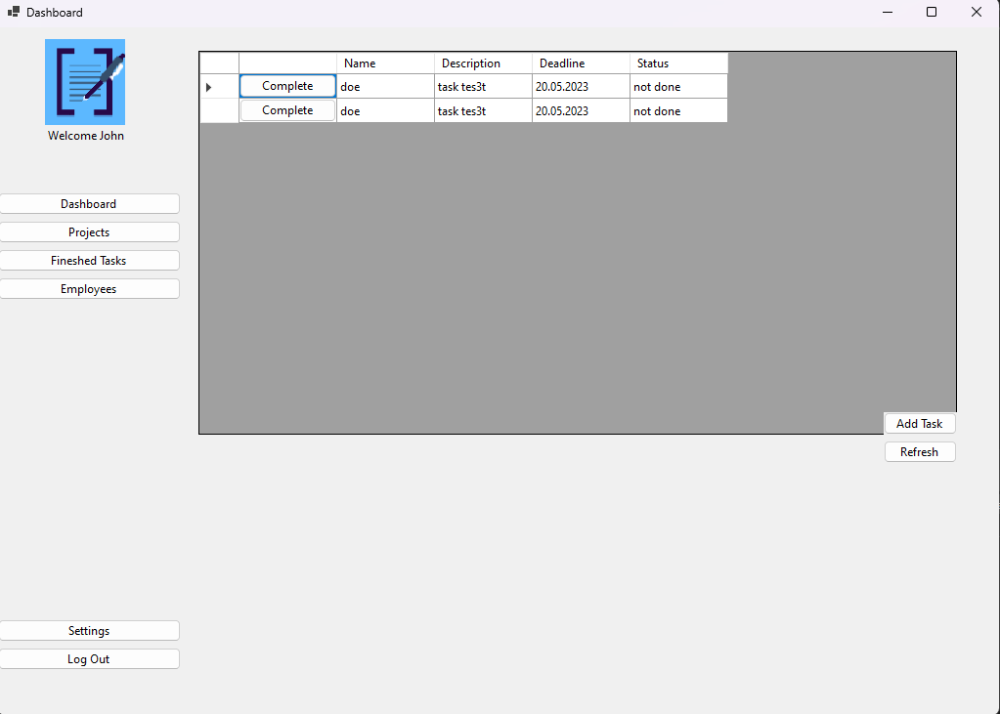 Dashboard
Welcome John
Dashboard
Projects
Fineshed Tasks
Employees
Settings
Log Out
Name Description Deadline Status
Complete doe task tes3t 20.05.2023 not done
Complete doe task tes3t 20.05.2023 not done
Add Task
Refresh